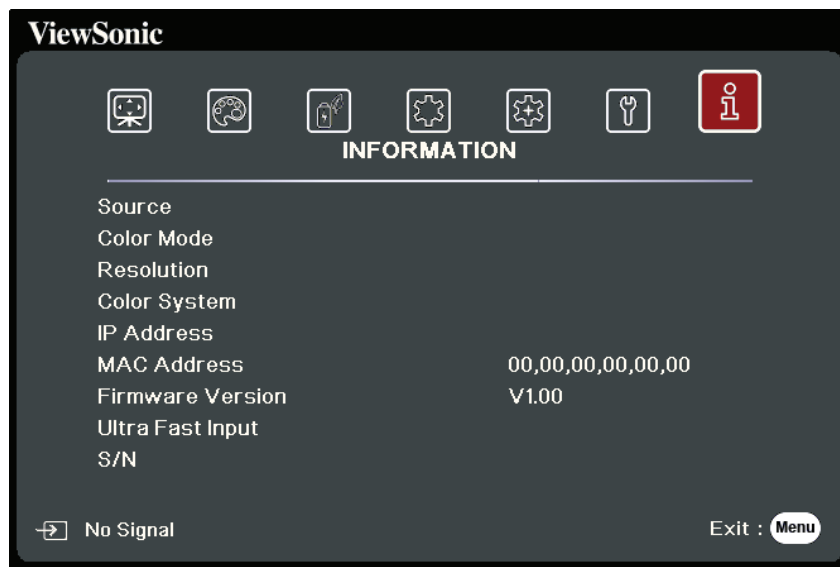 ViewSonic
INFORMATION
Source
Color Mode
Resolution
Color System
IP Address
MAC Address 00,00,00,00,00,00
Firmware Version V1.00
Ultra Fast Input
S/N
No Signal Exit : Menu